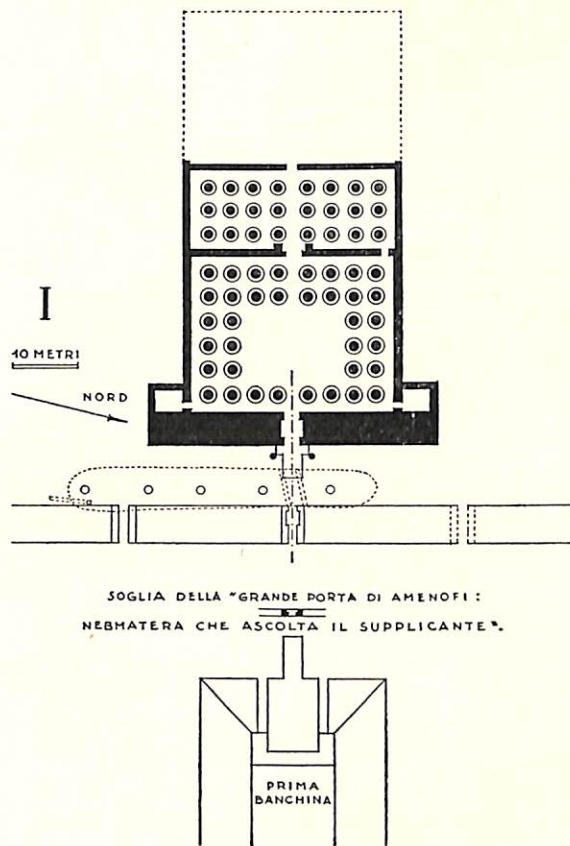 I
10 METRI
NORD
SOGLIA DELLA "GRANDE PORTA DI AMENOFI:
NEBMATERA CHE ASCOLTA IL SUPPLICANTE".
PRIMA
BANCHINA